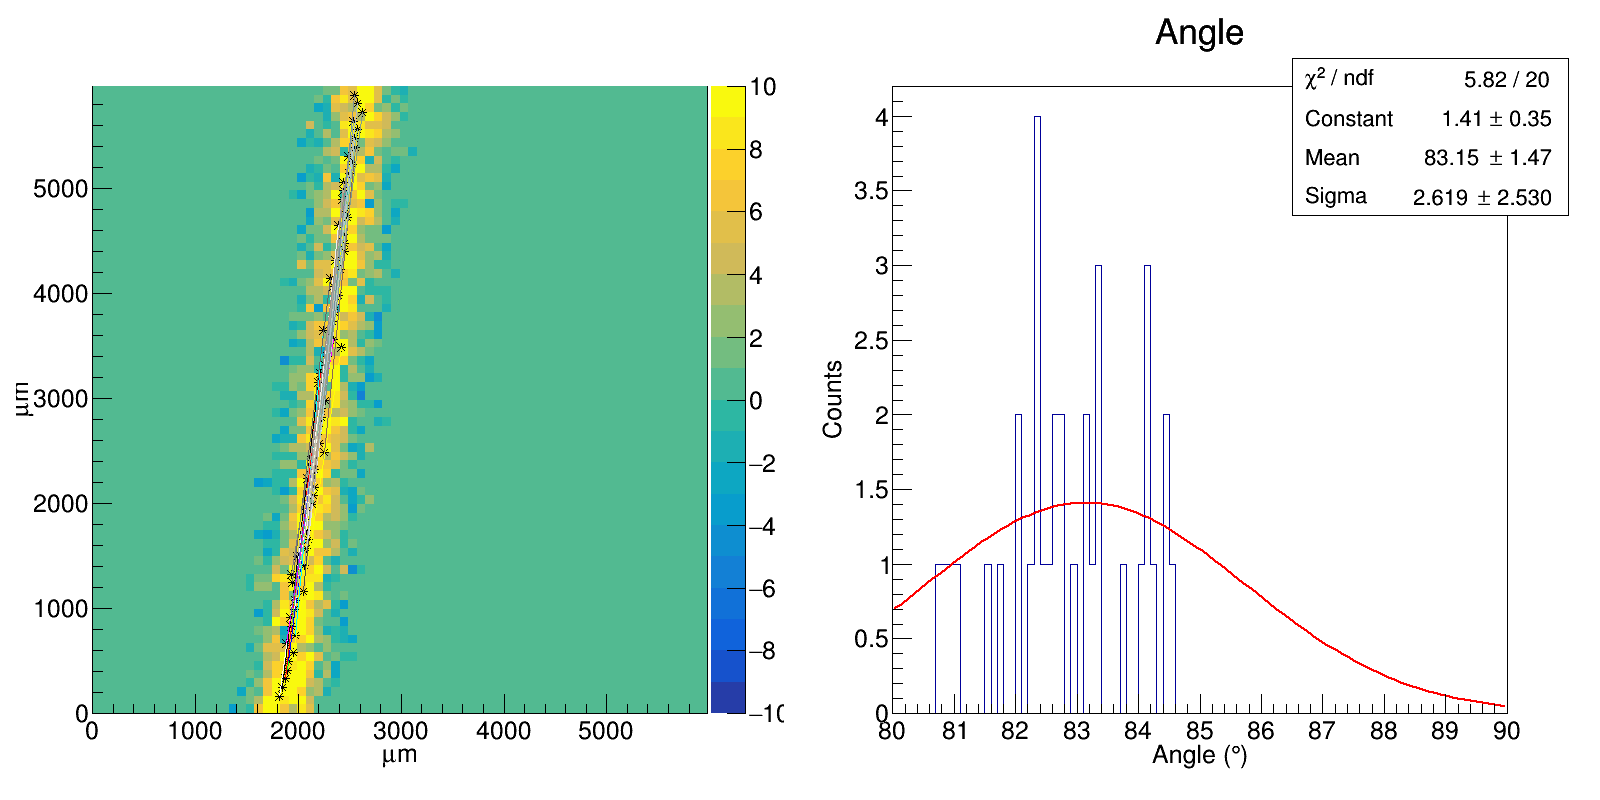 Angle
χ² / ndf 5.82 / 20
Constant 1.41 ± 0.35
Mean 83.15 ± 1.47
Sigma 2.619 ± 2.530
μm
5000
4000
3000
2000
1000
0
0 1000 2000 3000 4000 5000
μm
10
8
6
4
2
0
−2
−4
−6
−8
−10
Counts
4
3.5
3
2.5
2
1.5
1
0.5
0
80 81 82 83 84 85 86 87 88 89 90
Angle (°)